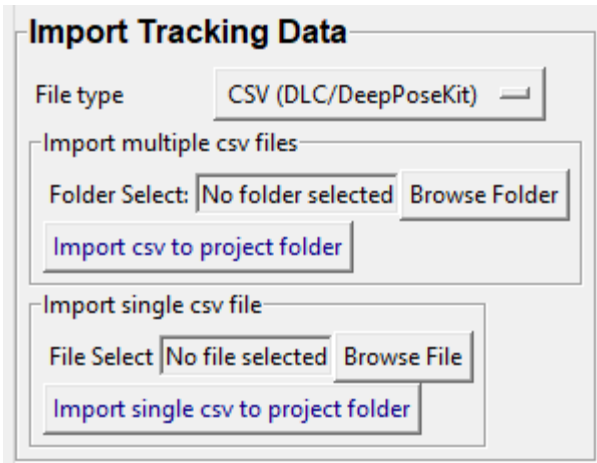 Import Tracking Data
File type CSV (DLC/DeepPoseKit)
Import multiple csv files
Folder Select: No folder selected Browse Folder
Import csv to project folder
Import single csv file
File Select No file selected Browse File
Import single csv to project folder